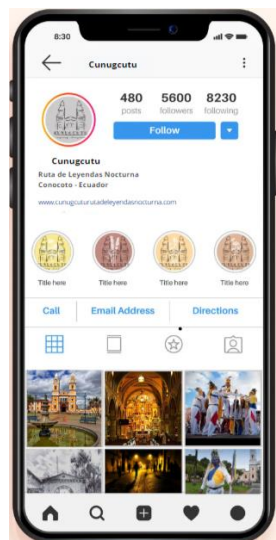 8:30
Cunugcutu
480 5600 8230
posts followers following
Follow
Cunugcutu
Ruta de Leyendas Nocturna
Conocoto - Ecuador
www.cunugcuturutadeleyendasnocturna.com
Title here Title here Title here Title here
Call Email Address Directions